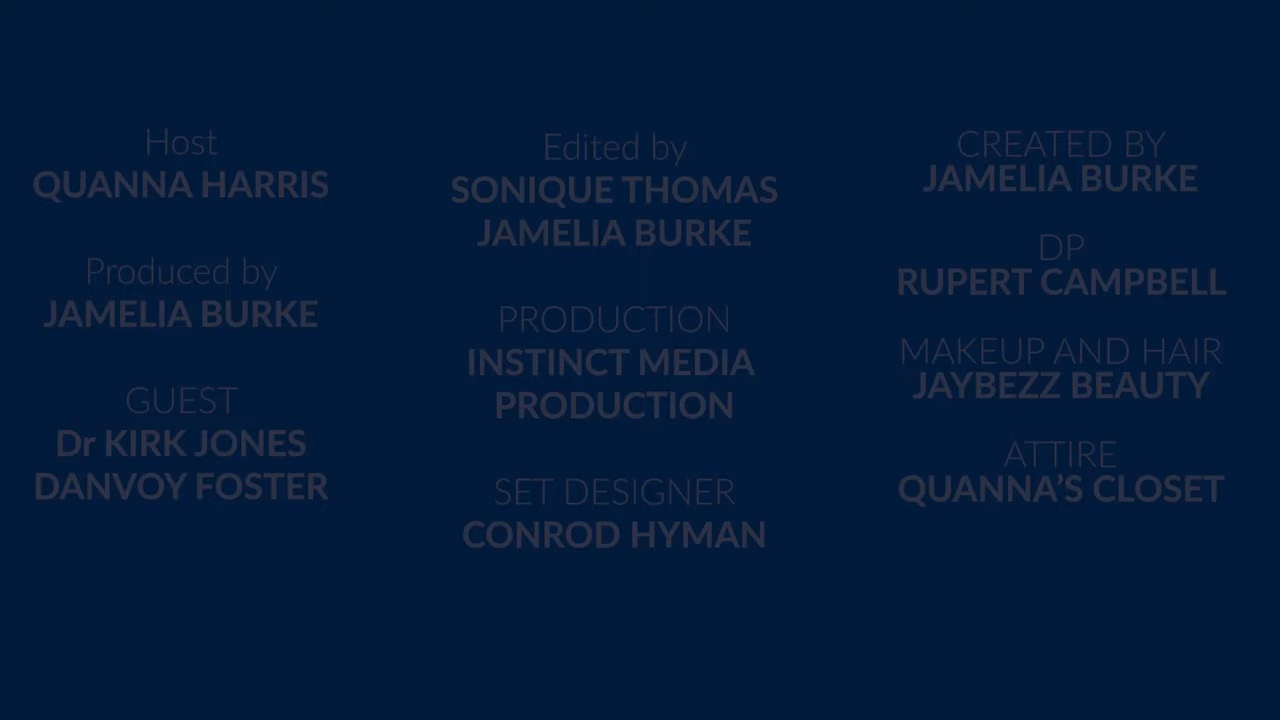 Host
QUANNA HARRIS
Produced by
JAMELIA BURKE
GUEST
Dr KIRK JONES
DANVOY FOSTER
Edited by
SONIQUE THOMAS
JAMELIA BURKE
PRODUCTION
INSTINCT MEDIA
PRODUCTION
SET DESIGNER
CONROD HYMAN
CREATED BY
JAMELIA BURKE
DP
RUPERT CAMPBELL
MAKEUP AND HAIR
JAYBEZZ BEAUTY
ATTIRE
QUANNA’S CLOSET